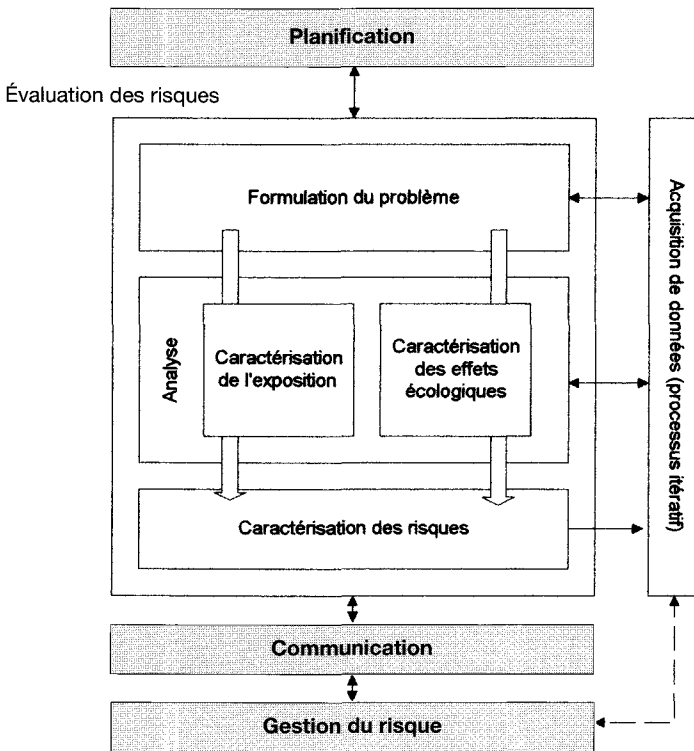 Planification
Évaluation des risques
Formulation du problème
Analyse
Caractérisation
de l'exposition
Caractérisation
des effets
écologiques
Caractérisation des risques
Acquisition de données (processus itératif)
Communication
Gestion du risque